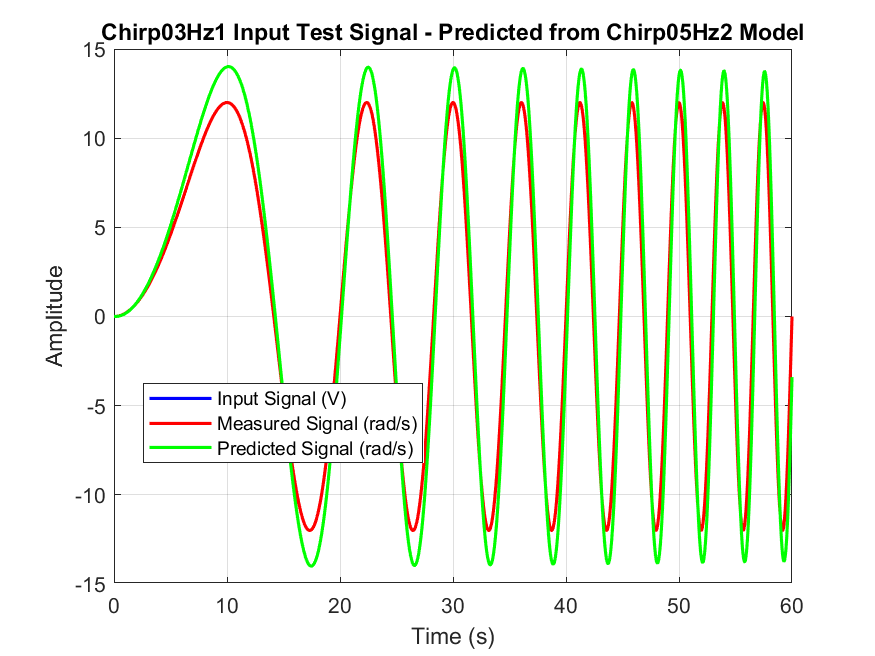 Chirp03Hz1 Input Test Signal - Predicted from Chirp05Hz2 Model
15
10
5
0
-5
-10
-15
Amplitude
Input Signal (V)
Measured Signal (rad/s)
Predicted Signal (rad/s)
0 10 20 30 40 50 60
Time (s)